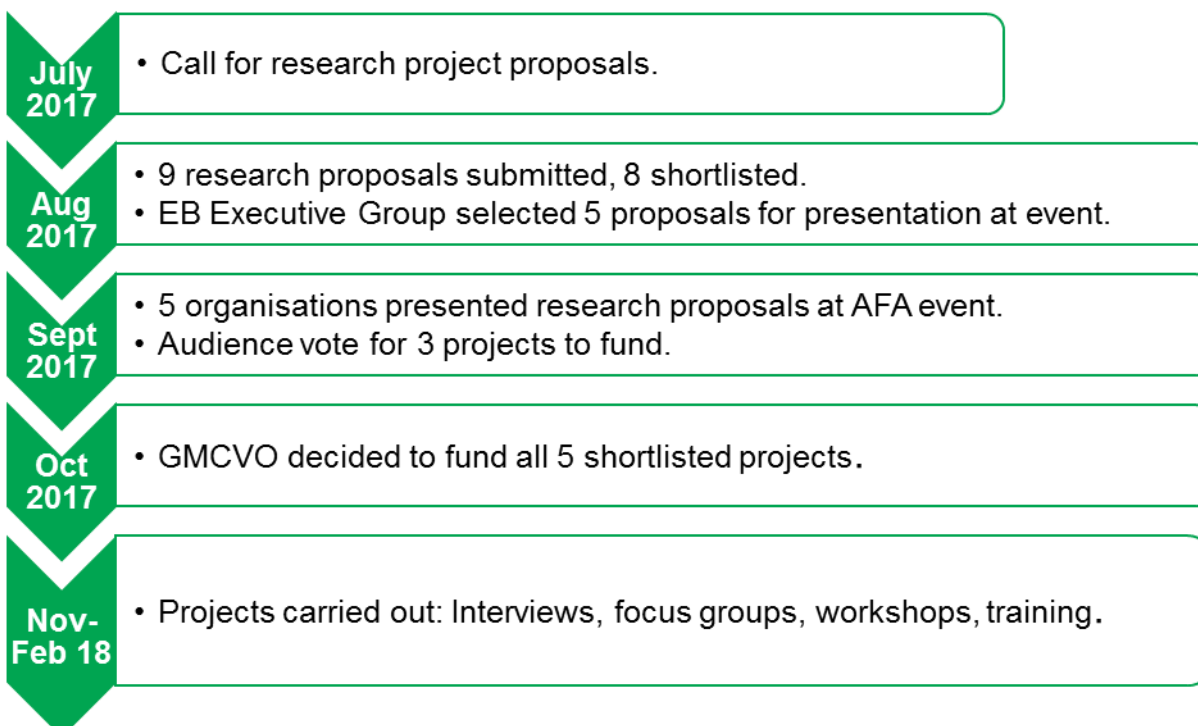 July
2017
• Call for research project proposals.
Aug
2017
• 9 research proposals submitted, 8 shortlisted.
• EB Executive Group selected 5 proposals for presentation at event.
Sept
2017
• 5 organisations presented research proposals at AFA event.
• Audience vote for 3 projects to fund.
Oct
2017
• GMCVO decided to fund all 5 shortlisted projects.
Nov-
Feb 18
• Projects carried out: Interviews, focus groups, workshops, training.